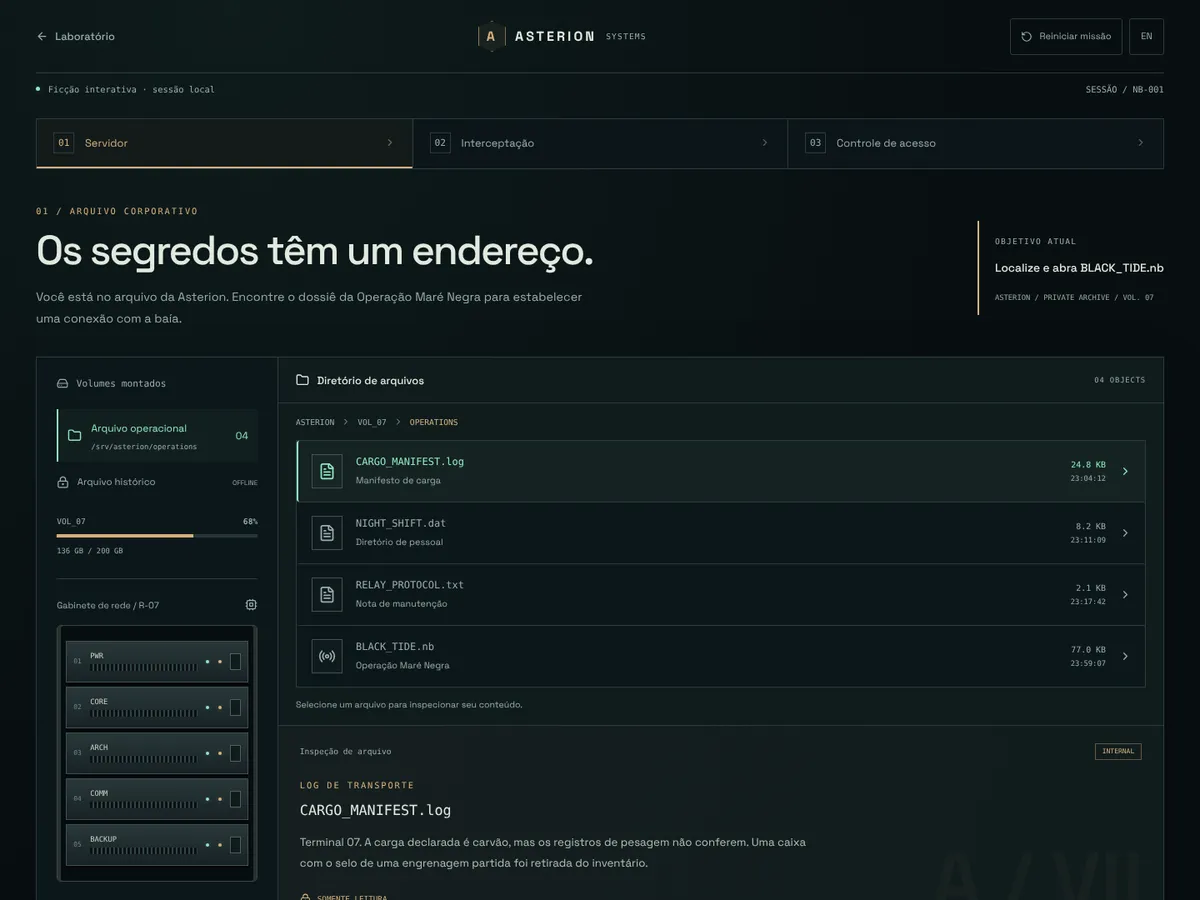 Laboratório
A ASTERION SYSTEMS
Reiniciar missão
EN
Ficção interativa · sessão local
SESSÃO / NB-001
01 Servidor
02 Interceptação
03 Controle de acesso
01 / ARQUIVO CORPORATIVO
Os segredos têm um endereço.
Você está no arquivo da Asterion. Encontre o dossiê da Operação Maré Negra para estabelecer
uma conexão com a baía.
OBJETIVO ATUAL
Localize e abra BLACK_TIDE.nb
ASTERION / PRIVATE ARCHIVE / VOL. 07
Volumes montados
Arquivo operacional
/srv/asterion/operations
04
Arquivo histórico
OFFLINE
VOL_07
68%
136 GB / 200 GB
Gabinete de rede / R-07
01 PWR
02 CORE
03 ARCH
04 COMM
05 BACKUP
Diretório de arquivos
04 OBJECTS
ASTERION > VOL_07 > OPERATIONS
CARGO_MANIFEST.log
Manifesto de carga
24.8 KB
23:04:12
NIGHT_SHIFT.dat
Diretório de pessoal
8.2 KB
23:11:09
RELAY_PROTOCOL.txt
Nota de manutenção
2.1 KB
23:17:42
BLACK_TIDE.nb
Operação Maré Negra
77.0 KB
23:59:07
Selecione um arquivo para inspecionar seu conteúdo.
Inspeção de arquivo
INTERNAL
LOG DE TRANSPORTE
CARGO_MANIFEST.log
Terminal 07. A carga declarada é carvão, mas os registros de pesagem não conferem. Uma caixa
com o selo de uma engrenagem partida foi retirada do inventário.
SOMENTE LEITURA
A / VII